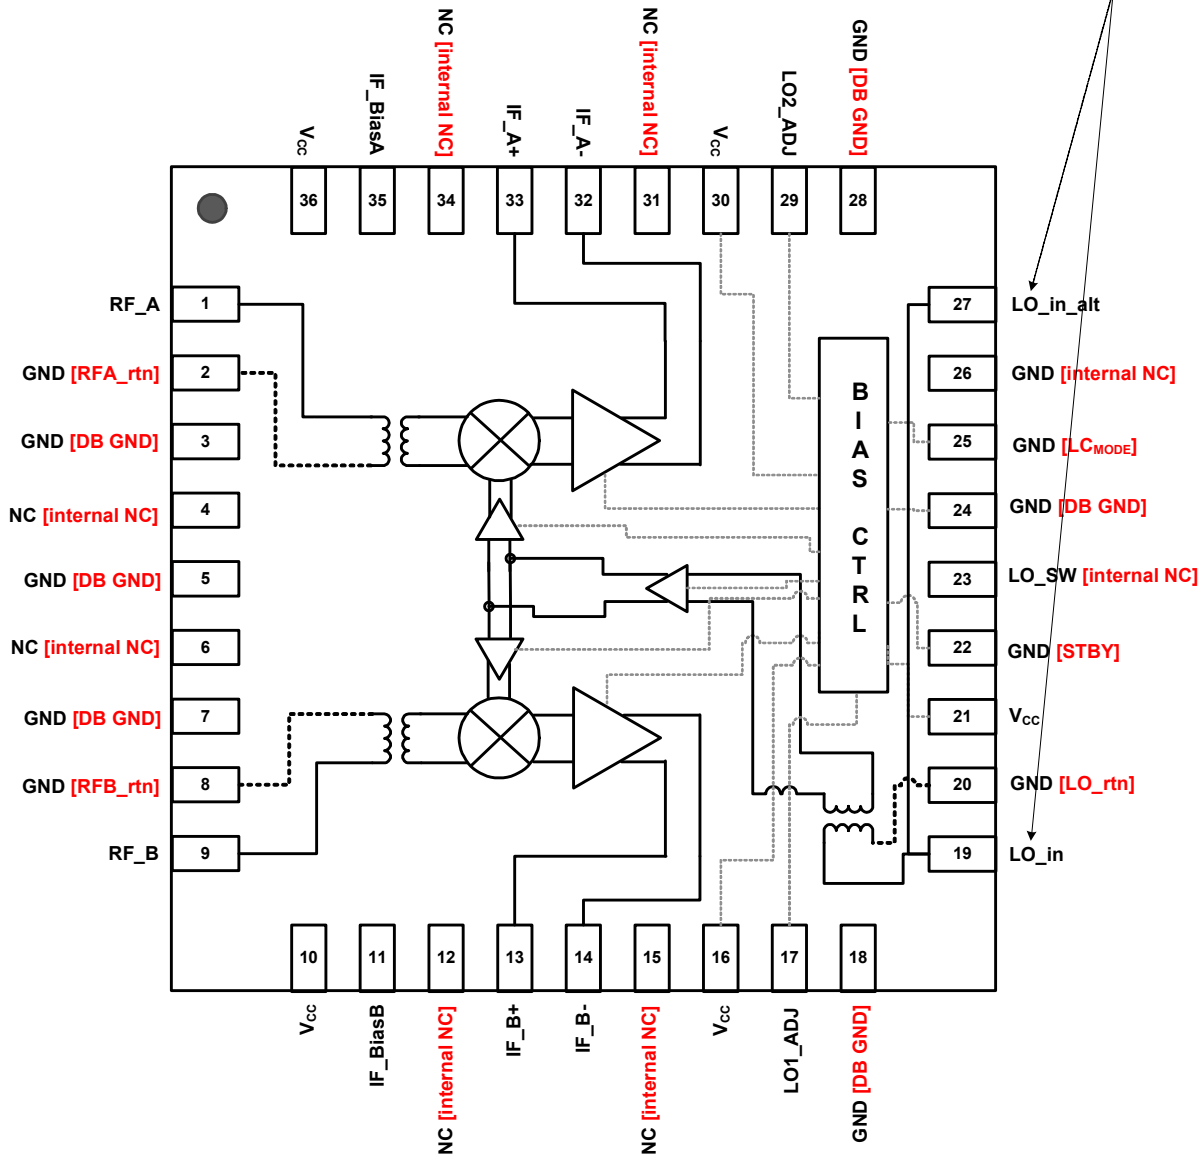 NC [internal NC]
NC [internal NC]
GND [DB GND]
IF_BiasA
LO2_ADJ
IF_A+
IF_A-
VCC
VCC
36
35
34
33
32
31
30
29
28
RF_A
1
27
LO_in_alt
GND [RFA_rtn]
2
26
GND [internal NC]
GND [DB GND]
3
25
GND [LCMODE]
NC [internal NC]
4
24
GND [DB GND]
GND [DB GND]
5
23
LO_SW [internal NC]
NC [internal NC]
6
22
GND [STBY]
GND [DB GND]
7
21
VCC
GND [RFB_rtn]
8
20
GND [LO_rtn]
RF_B
9
19
LO_in
BIAS CTRL
10
11
12
13
14
15
16
17
18
VCC
IF_BiasB
NC [internal NC]
IF_B+
IF_B-
NC [internal NC]
VCC
LO1_ADJ
GND [DB GND]